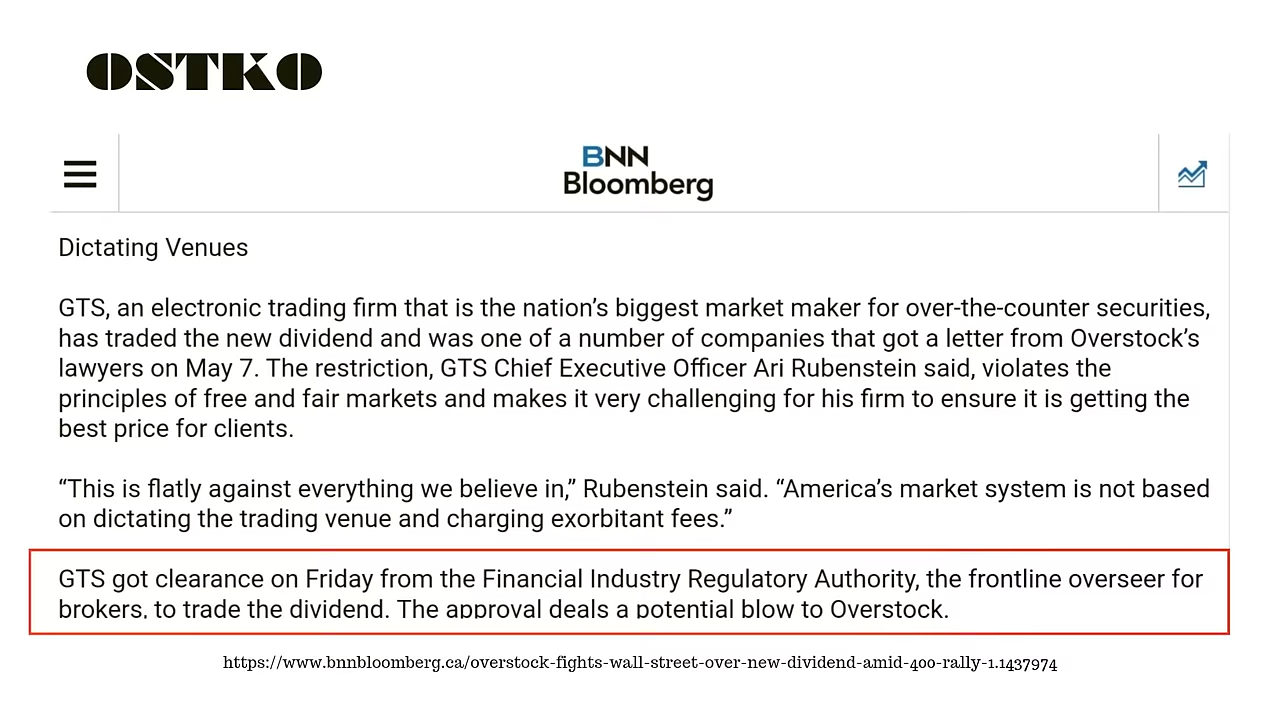 OSTKO
BNN
Bloomberg
Dictating Venues
GTS, an electronic trading firm that is the nation’s biggest market maker for over-the-counter securities,
has traded the new dividend and was one of a number of companies that got a letter from Overstock’s
lawyers on May 7. The restriction, GTS Chief Executive Officer Ari Rubenstein said, violates the
principles of free and fair markets and makes it very challenging for his firm to ensure it is getting the
best price for clients.
“This is flatly against everything we believe in,” Rubenstein said. “America’s market system is not based
on dictating the trading venue and charging exorbitant fees.”
GTS got clearance on Friday from the Financial Industry Regulatory Authority, the frontline overseer for
brokers, to trade the dividend. The approval deals a potential blow to Overstock.
https://www.bnnbloomberg.ca/overstock-fights-wall-street-over-new-dividend-amid-400-rally-1.1437974